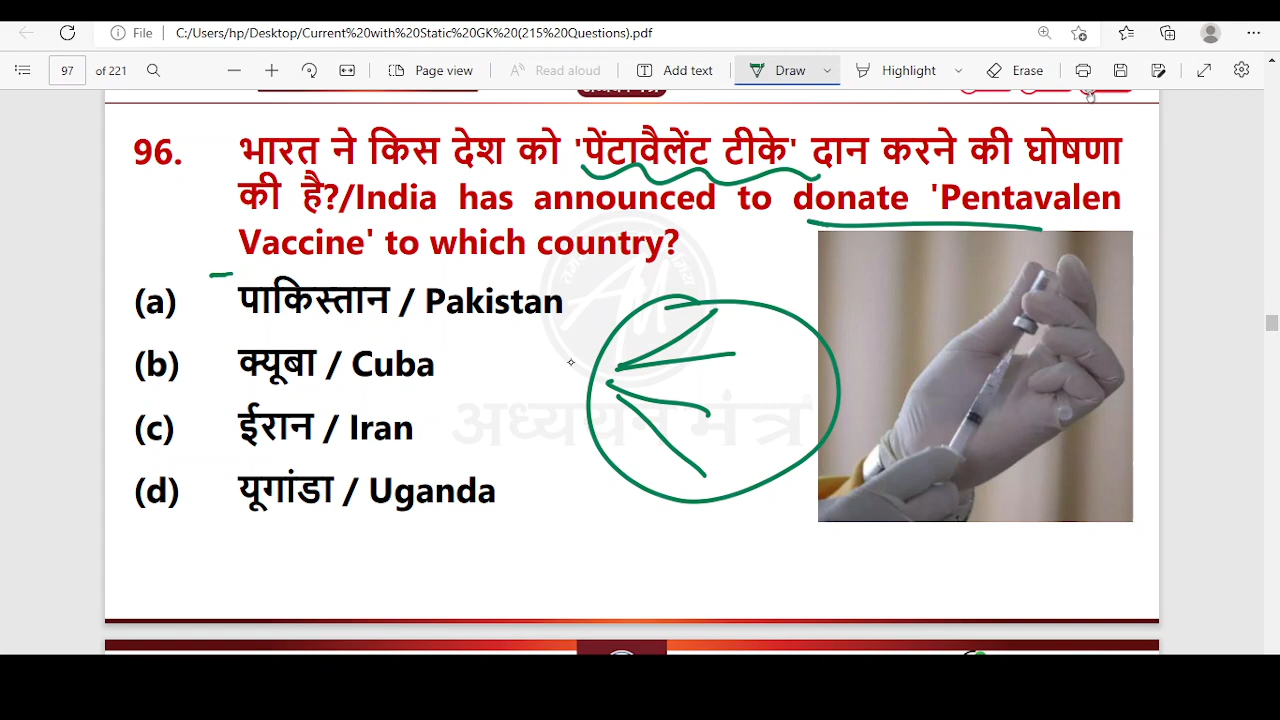 File
C:/Users/hp/Desktop/Current%20with%20Static%20GK%20(215%20Questions).pdf
97 of 221
Page view
Read aloud
Add text
Draw
Highlight
Erase
96. भारत ने किस देश को 'पेंटावैलेंट टीके' दान करने की घोषणा
की है?/India has announced to donate 'Pentavalen
Vaccine' to which country?
(a) पाकिस्तान / Pakistan
(b) क्यूबा / Cuba
(c) ईरान / Iran
(d) यूगांडा / Uganda
अध्ययन मंत्र